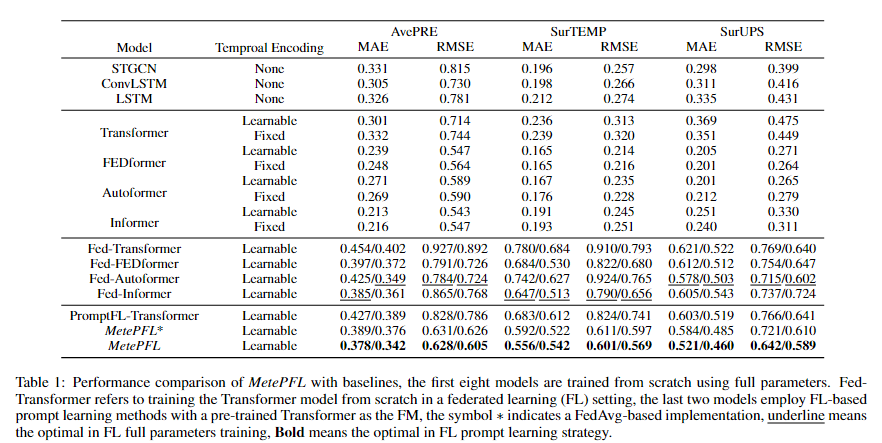 AvePRE SurTEMP SurUPS
Model Temproal Encoding MAE RMSE MAE RMSE MAE RMSE
STGCN None 0.331 0.815 0.196 0.257 0.298 0.399
ConvLSTM None 0.305 0.730 0.198 0.266 0.311 0.416
LSTM None 0.326 0.781 0.212 0.274 0.335 0.431
Transformer Learnable 0.301 0.714 0.236 0.313 0.369 0.475
Fixed 0.332 0.744 0.239 0.320 0.351 0.449
FEDformer Learnable 0.239 0.547 0.165 0.214 0.205 0.271
Fixed 0.248 0.564 0.165 0.216 0.201 0.264
Autoformer Learnable 0.271 0.589 0.167 0.235 0.201 0.265
Fixed 0.269 0.590 0.176 0.228 0.212 0.279
Informer Learnable 0.213 0.543 0.191 0.245 0.251 0.330
Fixed 0.216 0.547 0.193 0.251 0.240 0.311
Fed-Transformer Learnable 0.454/0.402 0.927/0.892 0.780/0.684 0.910/0.793 0.621/0.522 0.769/0.640
Fed-FEDformer Learnable 0.397/0.372 0.791/0.726 0.684/0.530 0.822/0.680 0.612/0.512 0.754/0.647
Fed-Autoformer Learnable 0.425/0.349 0.784/0.724 0.742/0.627 0.924/0.765 0.578/0.503 0.715/0.602
Fed-Informer Learnable 0.385/0.361 0.865/0.768 0.647/0.513 0.790/0.656 0.605/0.543 0.737/0.724
PromptFL-Transformer Learnable 0.427/0.389 0.828/0.786 0.683/0.612 0.824/0.741 0.603/0.519 0.766/0.641
MetePFL* Learnable 0.389/0.376 0.631/0.626 0.592/0.522 0.611/0.597 0.584/0.485 0.721/0.610
MetePFL Learnable 0.378/0.342 0.628/0.605 0.556/0.542 0.601/0.569 0.521/0.460 0.642/0.589
Table 1: Performance comparison of MetePFL with baselines, the first eight models are trained from scratch using full parameters. Fed-
Transformer refers to training the Transformer model from scratch in a federated learning (FL) setting, the last two models employ FL-based
prompt learning methods with a pre-trained Transformer as the FM, the symbol * indicates a FedAvg-based implementation, underline means
the optimal in FL full parameters training, Bold means the optimal in FL prompt learning strategy.